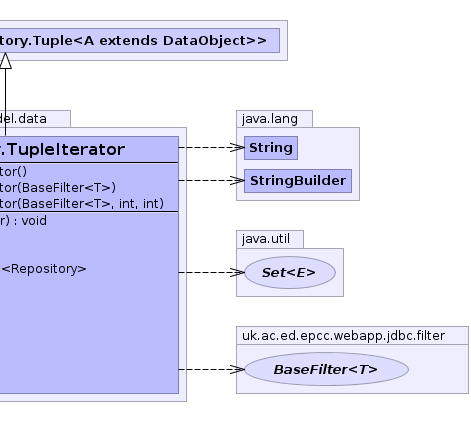 tory.Tuple<A extends DataObject>>
del.data
java.lang
.TupleIterator
String
tor()
tor(BaseFilter<T>)
StringBuilder
tor(BaseFilter<T>, int, int)
r) : void
java.util
<Repository>
Set<E>
uk.ac.ed.epcc.webapp.jdbc.filter
BaseFilter<T>